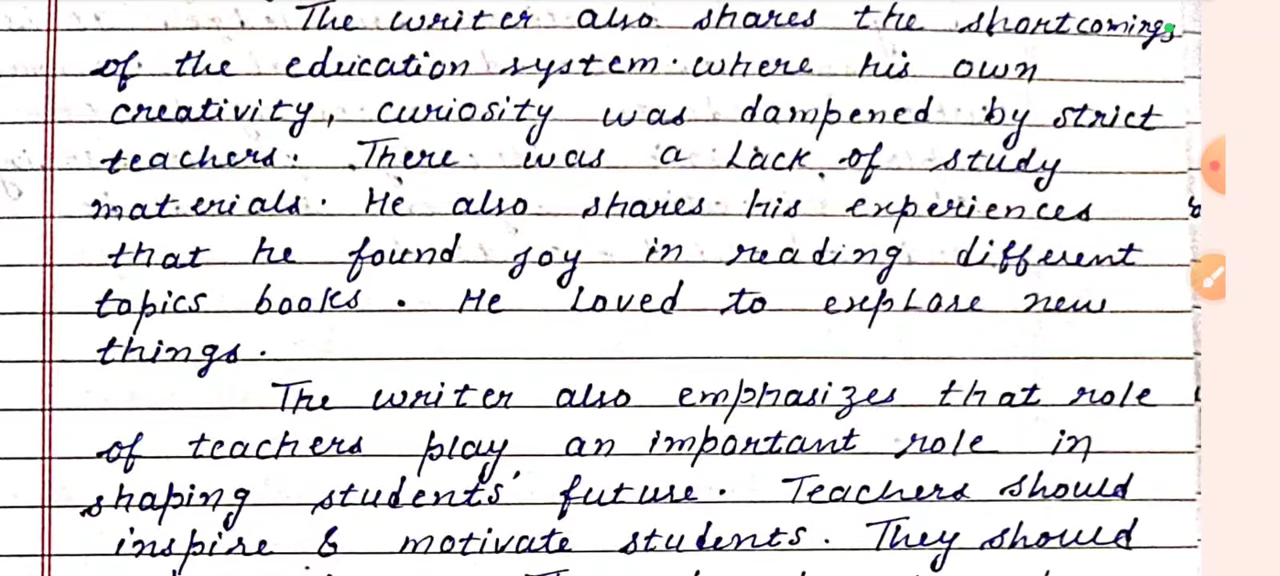 The writer also shares the shortcomings
of the education system. where his own
creativity, curiosity was dampened by strict
teachers. There was a Lack of study
materials. He also shares his experiences
that he found joy in reading different
topics books. He Loved to explore new
things.
The writer also emphasizes that role
of teachers play an important role in
shaping students' future. Teachers should
inspire & motivate students. They should